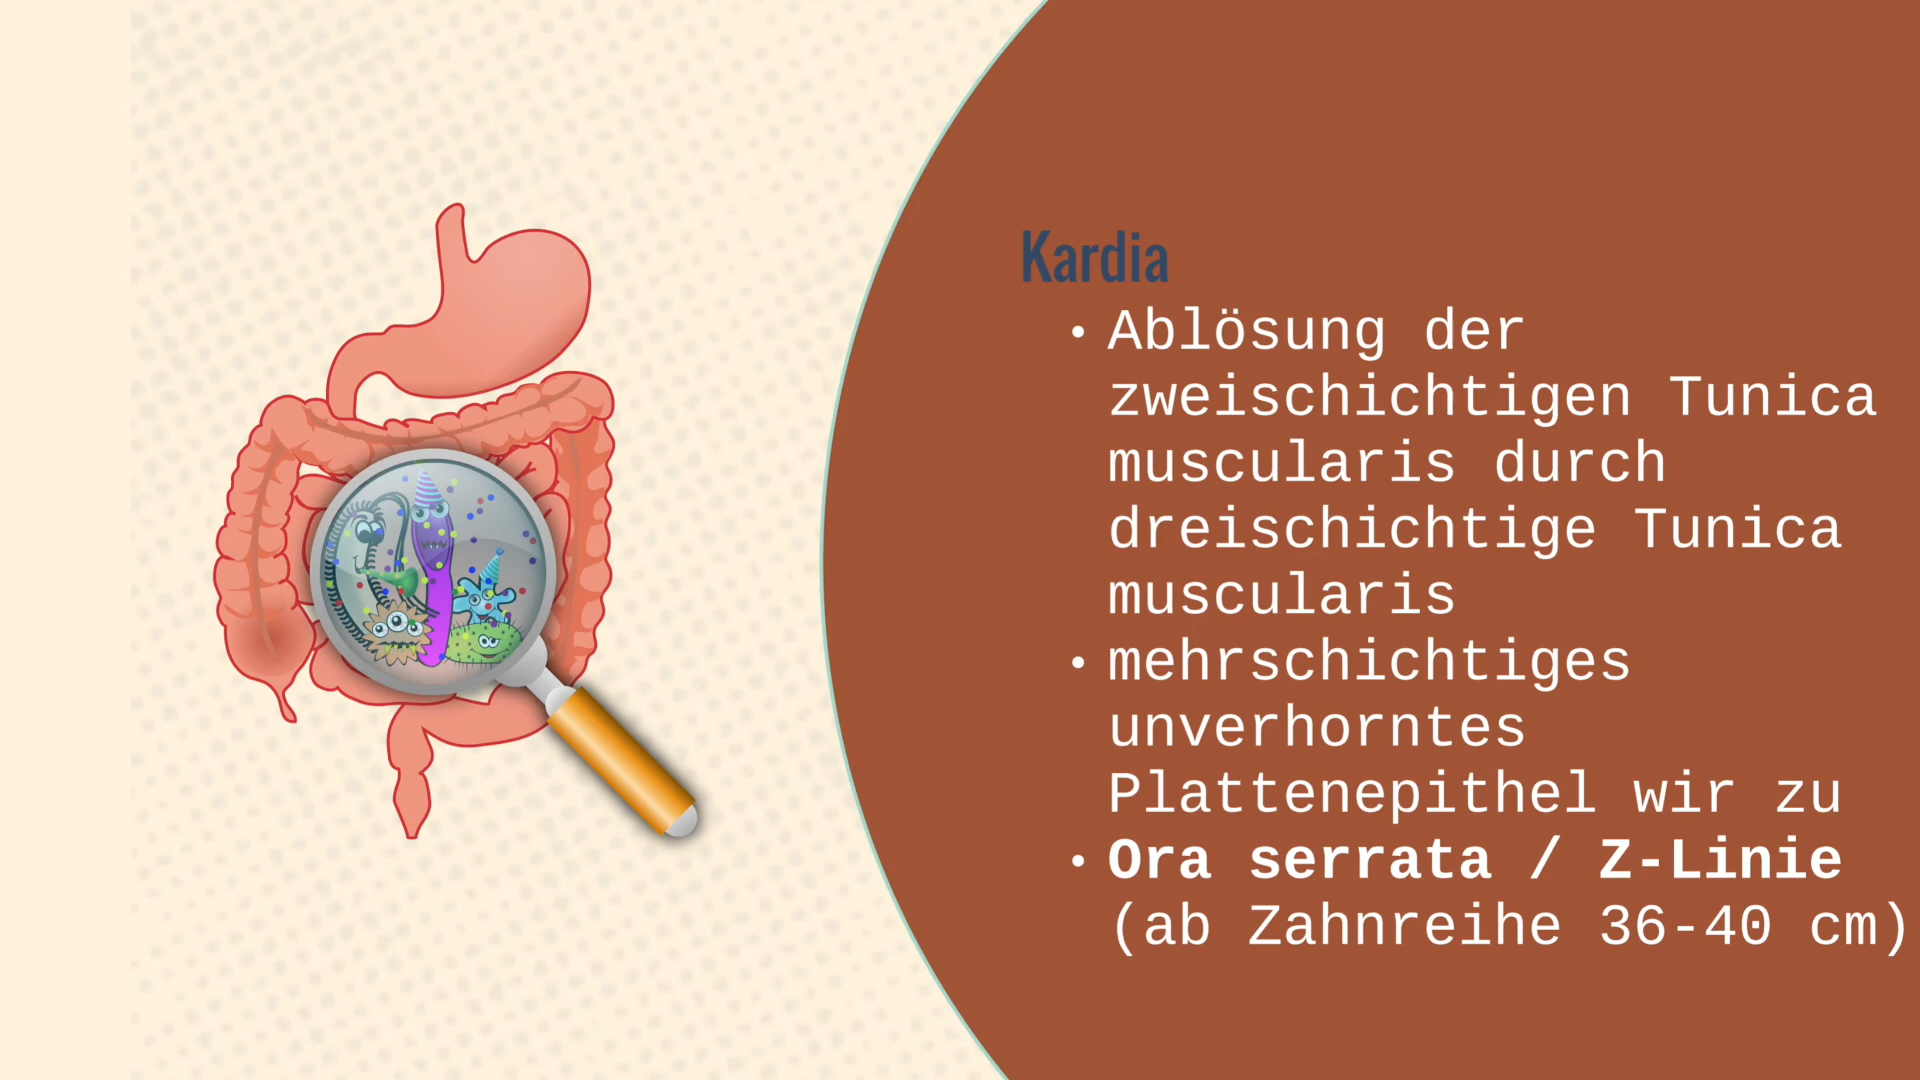 Kardia
• Ablösung der
zweischichtigen Tunica
muscularis durch
dreischichtige Tunica
muscularis
• mehrschichtiges
unverhorntes
Plattenepithel wir zu
• Ora serrata / Z-Linie
(ab Zahnreihe 36-40 cm)